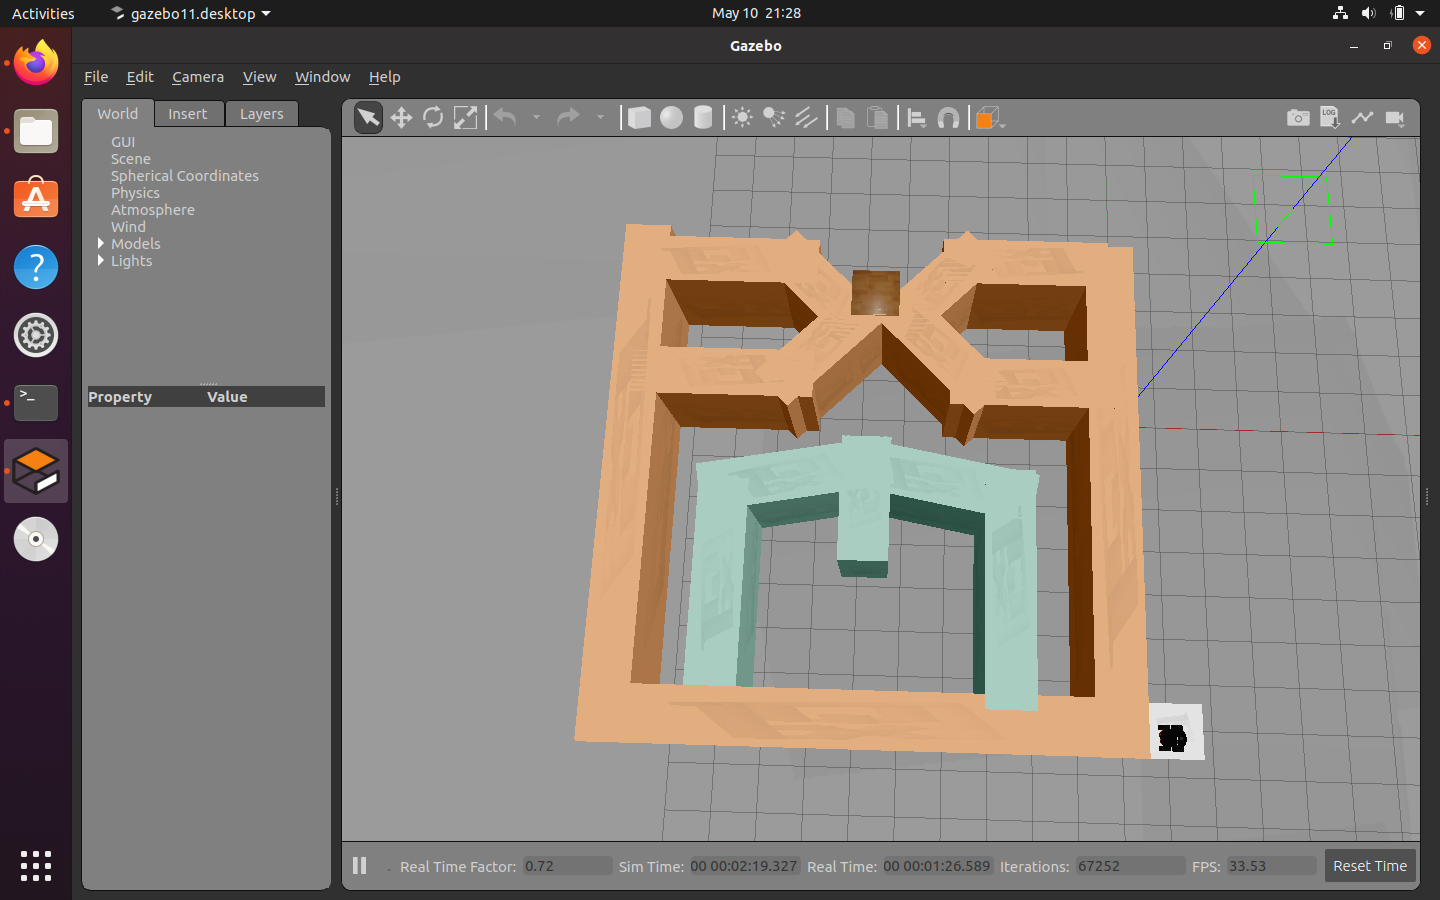 Activities gazebo11.desktop May 10 21:28
Gazebo
File Edit Camera View Window Help
World Insert Layers
GUI
Scene
Spherical Coordinates
Physics
Atmosphere
Wind
Models
Lights
Property Value
LOG
>_
Real Time Factor: 0.72 Sim Time: 00 00:02:19.327 Real Time: 00 00:01:26.589 Iterations: 67252 FPS: 33.53 Reset Time